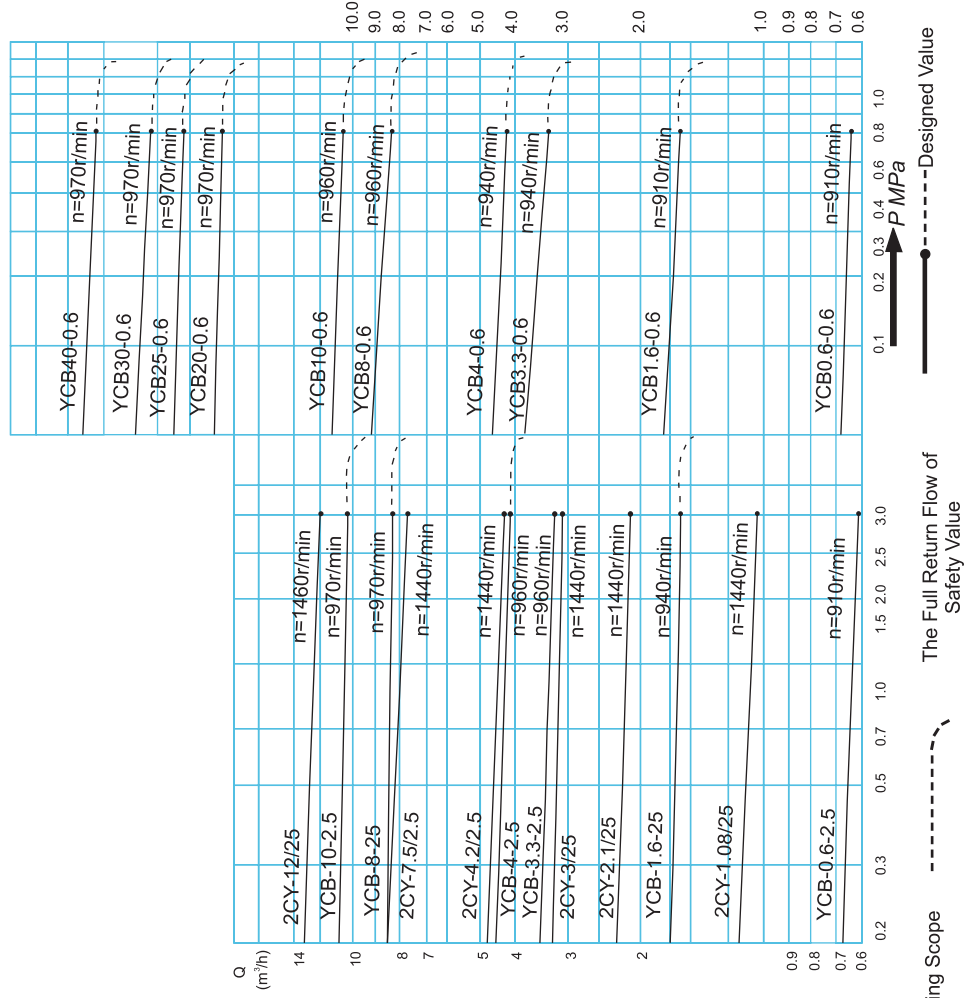 10.0
9.0
8.0
7.0
6.0
5.0
4.0
3.0
2.0
1.0
0.9
0.8
0.7
0.6
n=970r/min
n=970r/min
n=970r/min
n=970r/min
n=960r/min
n=960r/min
n=940r/min
n=940r/min
n=910r/min
n=910r/min
YCB40-0.6
YCB30-0.6
YCB25-0.6
YCB20-0.6
YCB10-0.6
YCB8-0.6
YCB4-0.6
YCB3.3-0.6
YCB1.6-0.6
YCB0.6-0.6
0.1
0.2
0.3
0.4
0.6
0.8
1.0
P MPa
Designed Value
n=1460r/min
n=970r/min
n=970r/min
n=1440r/min
n=1440r/min
n=960r/min
n=960r/min
n=1440r/min
n=1440r/min
n=940r/min
n=1440r/min
n=910r/min
2CY-12/25
YCB-10-2.5
YCB-8-25
2CY-7.5/2.5
2CY-4.2/2.5
YCB-4-2.5
YCB-3.3-2.5
2CY-3/25
2CY-2.1/25
YCB-1.6-25
2CY-1.08/25
YCB-0.6-2.5
Q
(m³/h)
14
10
8
7
5
4
3
2
0.9
0.8
0.7
0.6
0.2
0.3
0.5
0.7
1.0
1.5
2.0
2.5
3.0
The Full Return Flow of
Safety Value
ing Scope